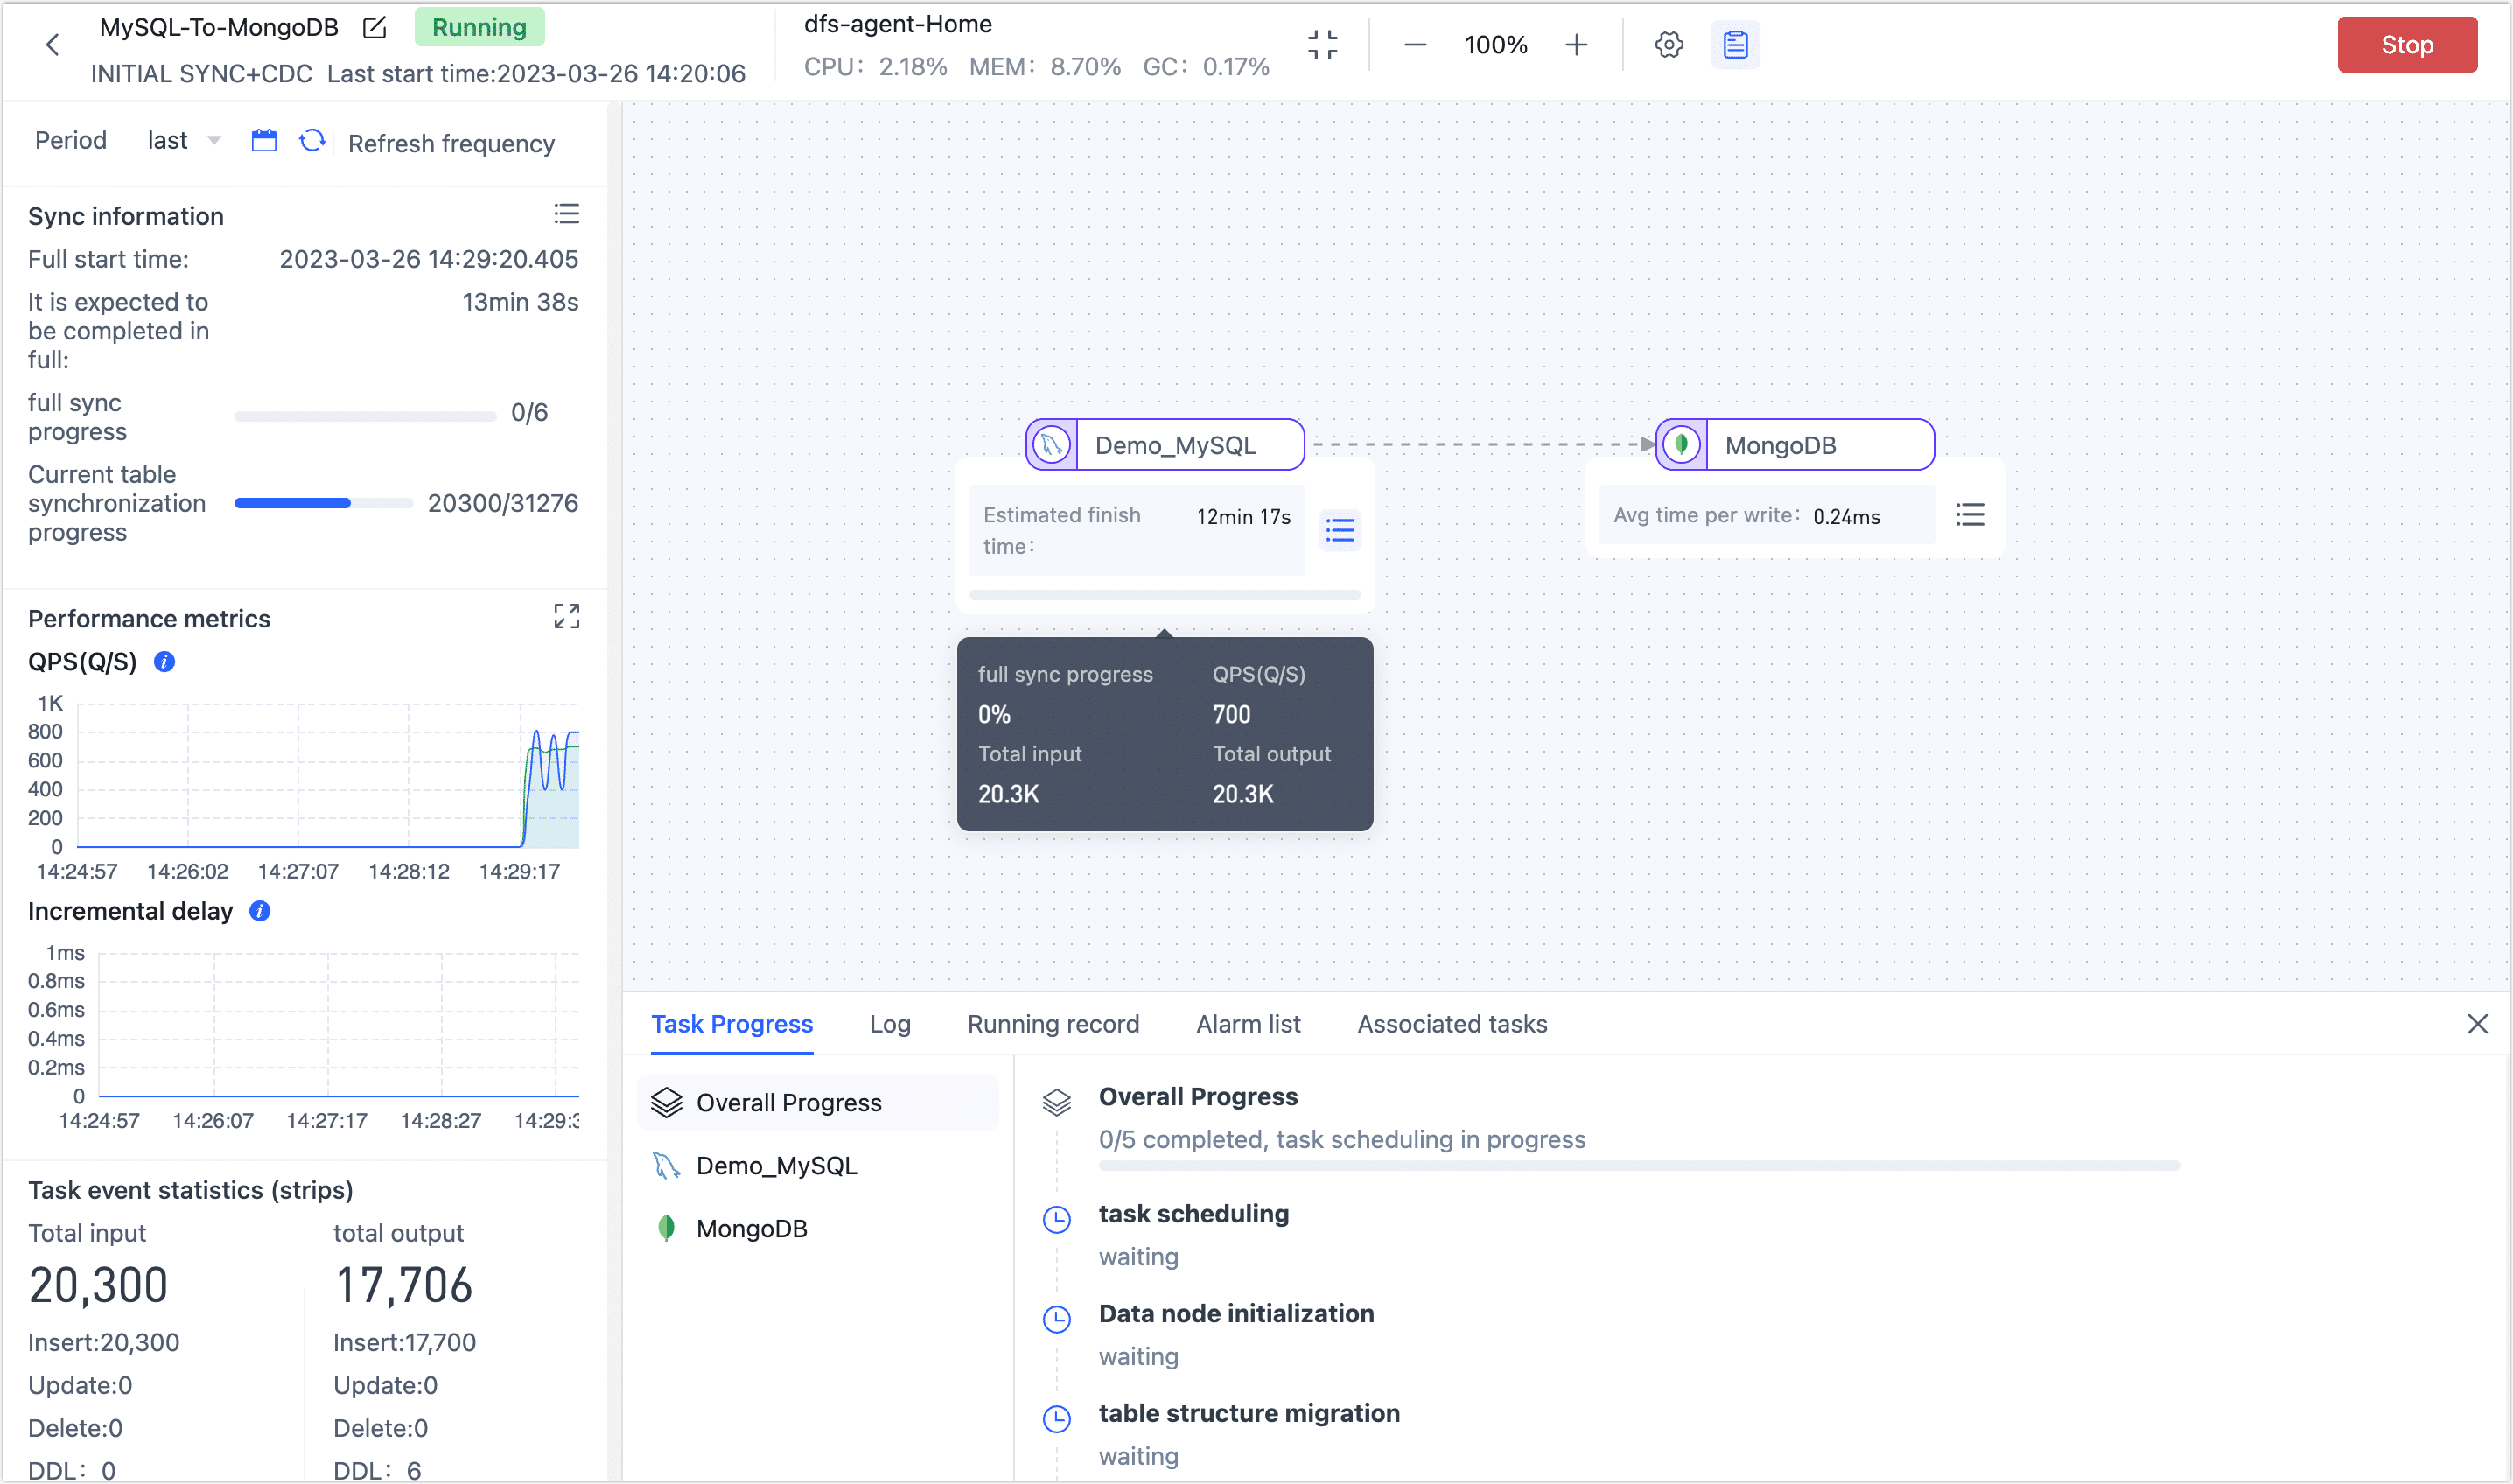 MySQL-To-MongoDB Running
INITIAL SYNC+CDC Last start time:2023-03-26 14:20:06
dfs-agent-Home
CPU: 2.18% MEM: 8.70% GC: 0.17%
100%
Stop
Period last Refresh frequency
Sync information
Full start time: 2023-03-26 14:29:20.405
It is expected to be completed in full: 13min 38s
full sync progress 0/6
Current table synchronization progress 20300/31276
Performance metrics
QPS(Q/S)
1K
800
600
400
200
0
14:24:57 14:26:02 14:27:07 14:28:12 14:29:17
Incremental delay
1ms
0.8ms
0.6ms
0.4ms
0.2ms
0
14:24:57 14:26:07 14:27:17 14:28:27 14:29:3
Task event statistics (strips)
Total input total output
20,300 17,706
Insert:20,300 Insert:17,700
Update:0 Update:0
Delete:0 Delete:0
DDL: 0 DDL: 6
Demo_MySQL
Estimated finish time: 12min 17s
full sync progress QPS(Q/S)
0% 700
Total input Total output
20.3K 20.3K
MongoDB
Avg time per write: 0.24ms
Task Progress Log Running record Alarm list Associated tasks
Overall Progress
Demo_MySQL
MongoDB
Overall Progress
0/5 completed, task scheduling in progress
task scheduling
waiting
Data node initialization
waiting
table structure migration
waiting